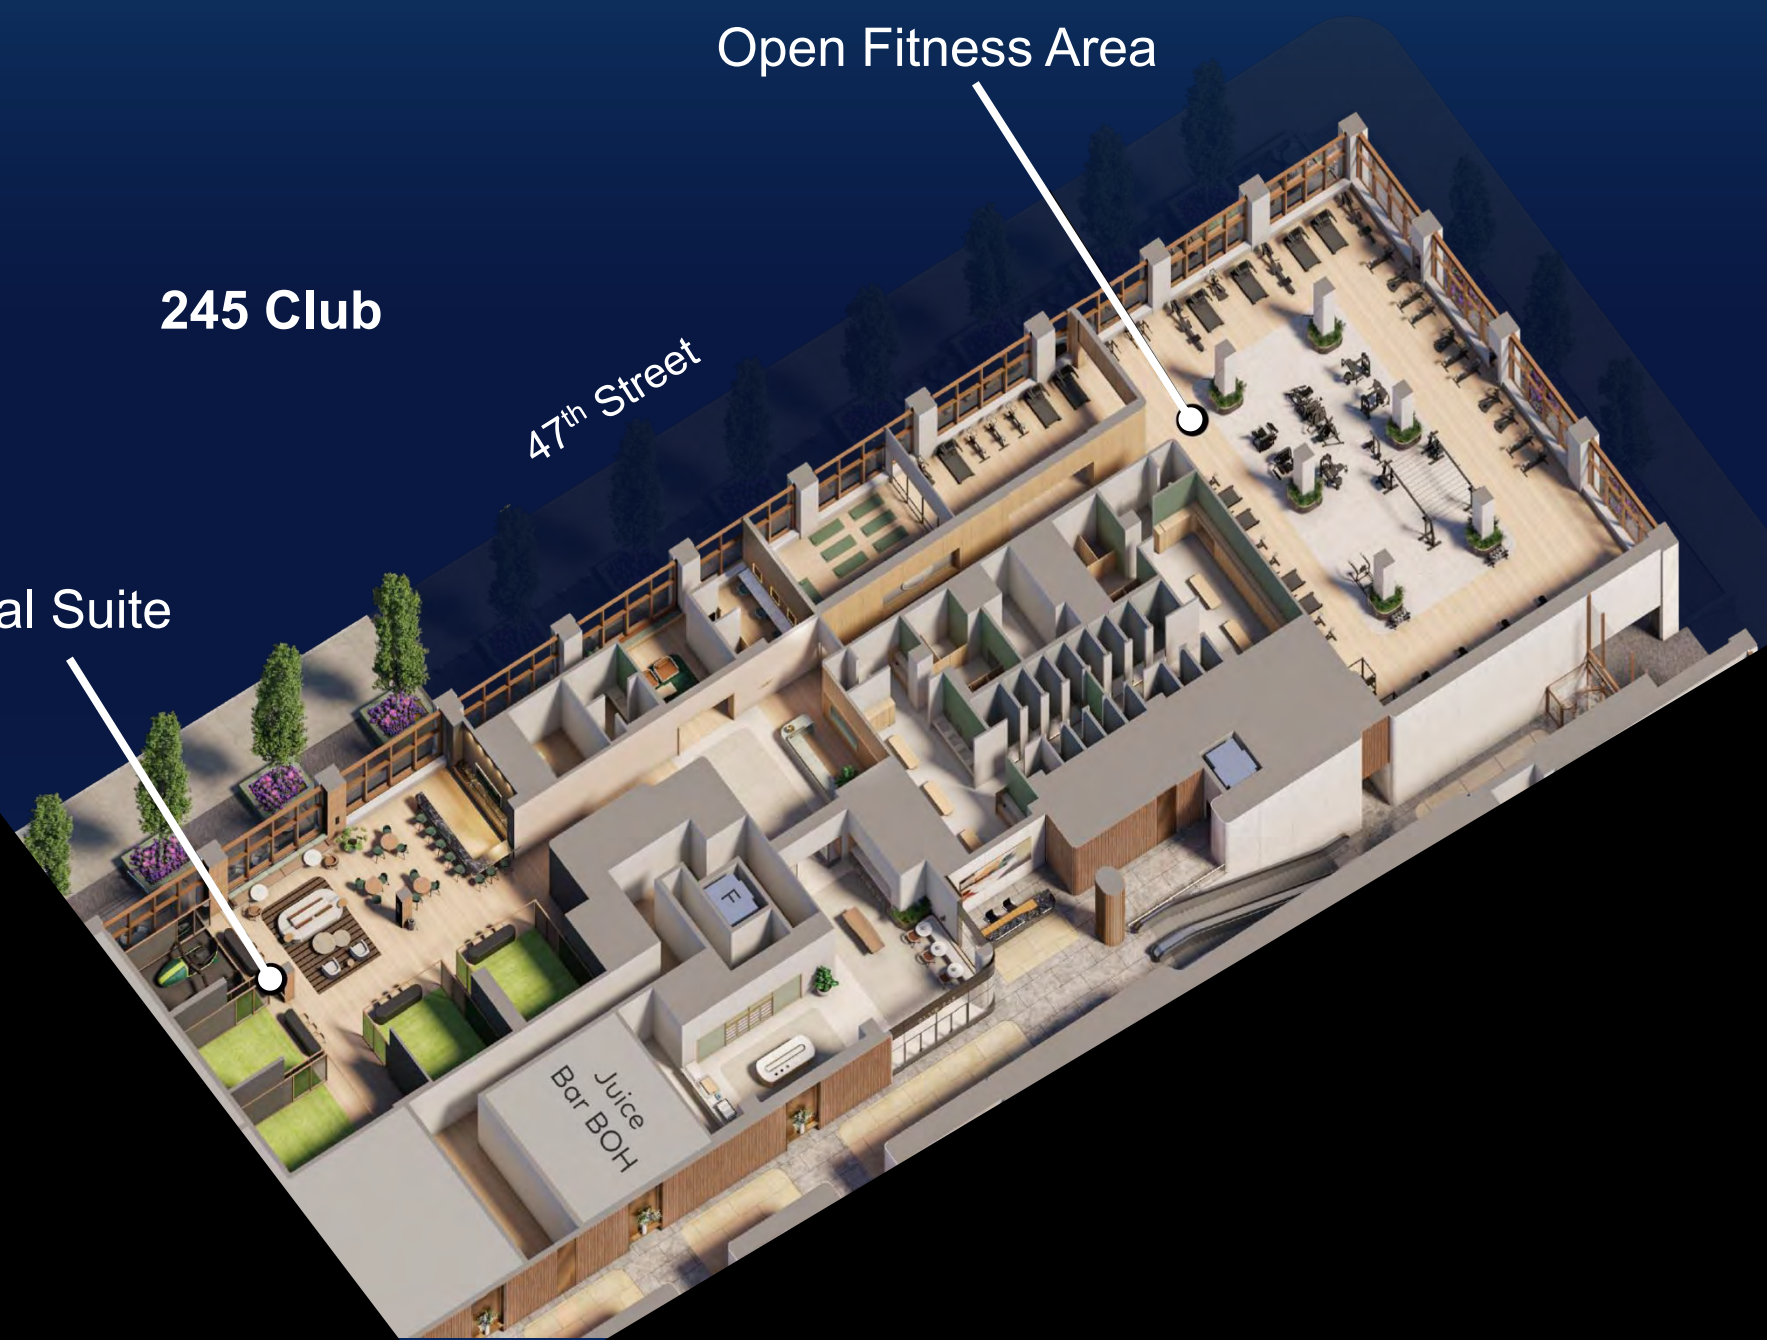 Open Fitness Area
245 Club
47th Street
al Suite
F
Juice
Bar BOH